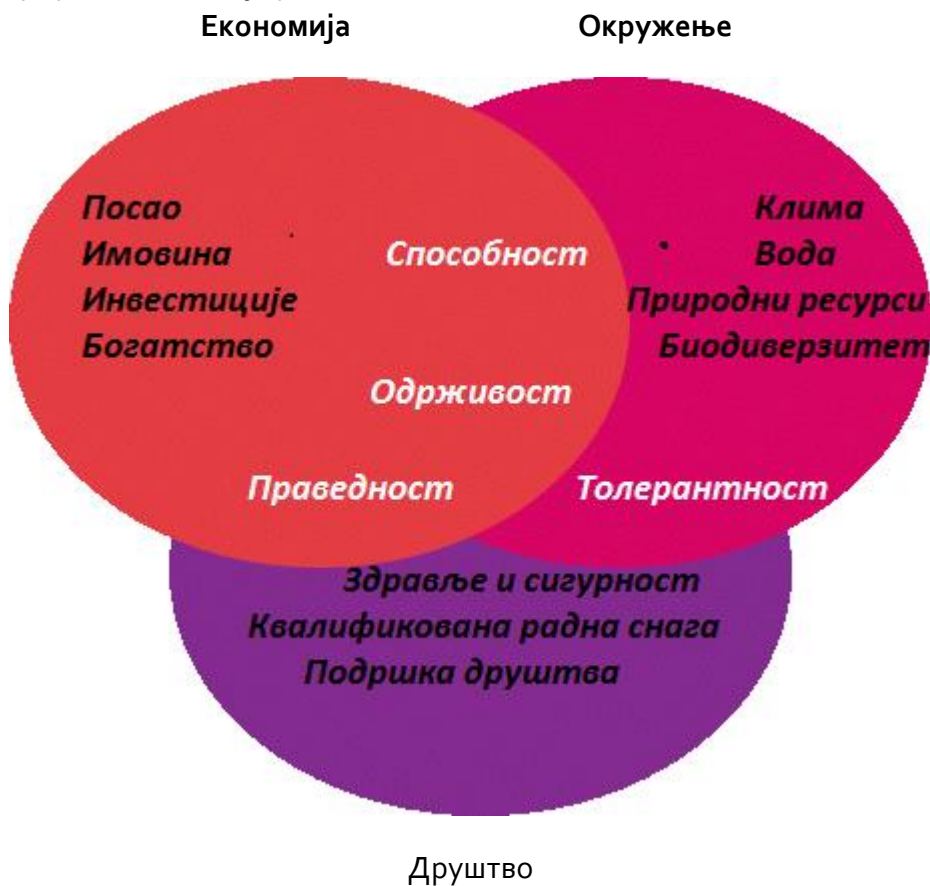 Економија Окружење
Посао Клима
Имовина Способност Вода
Инвестиције Природни ресурси
Богатство Биодиверзитет
Одрживост
Праведност Толерантност
Здравље и сигурност
Квалификована радна снага
Подршка друштва
Друштво